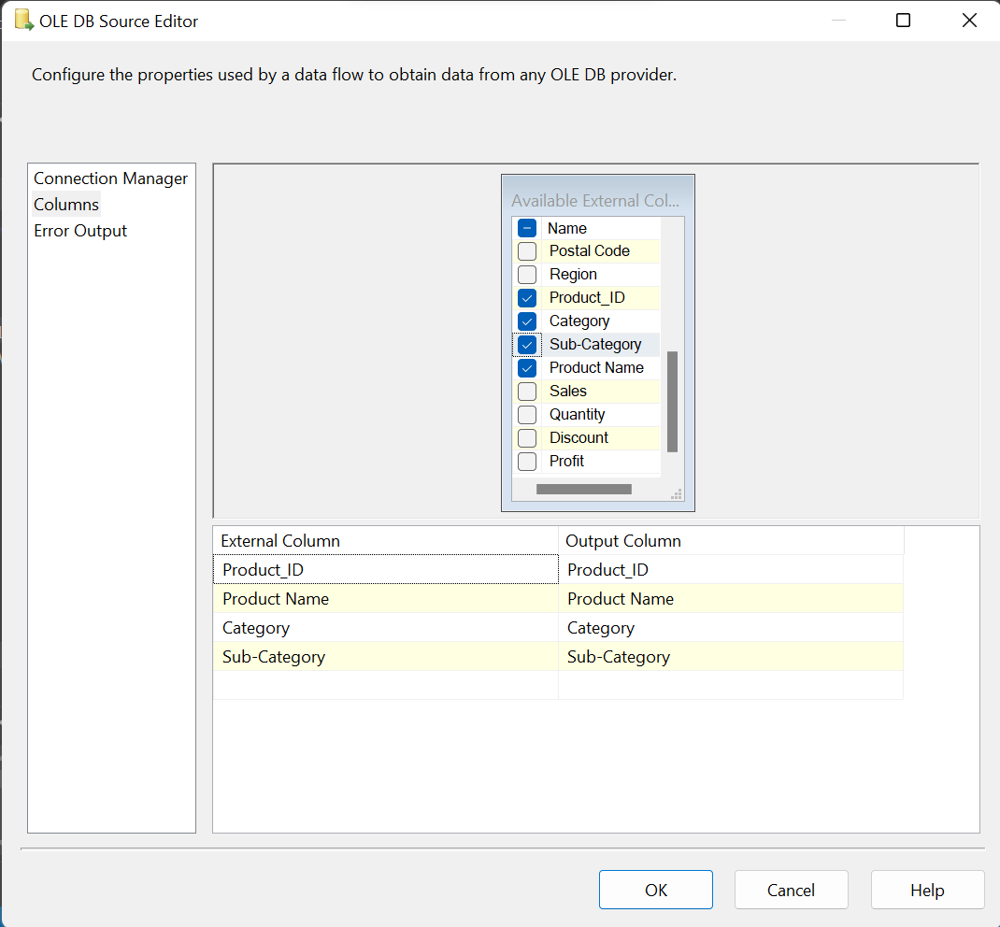 OLE DB Source Editor
Configure the properties used by a data flow to obtain data from any OLE DB provider.
Connection Manager
Columns
Error Output
Available External Col...
Name
Postal Code
Region
Product_ID
Category
Sub-Category
Product Name
Sales
Quantity
Discount
Profit
External Column Output Column
Product_ID Product_ID
Product Name Product Name
Category Category
Sub-Category Sub-Category
OK Cancel Help